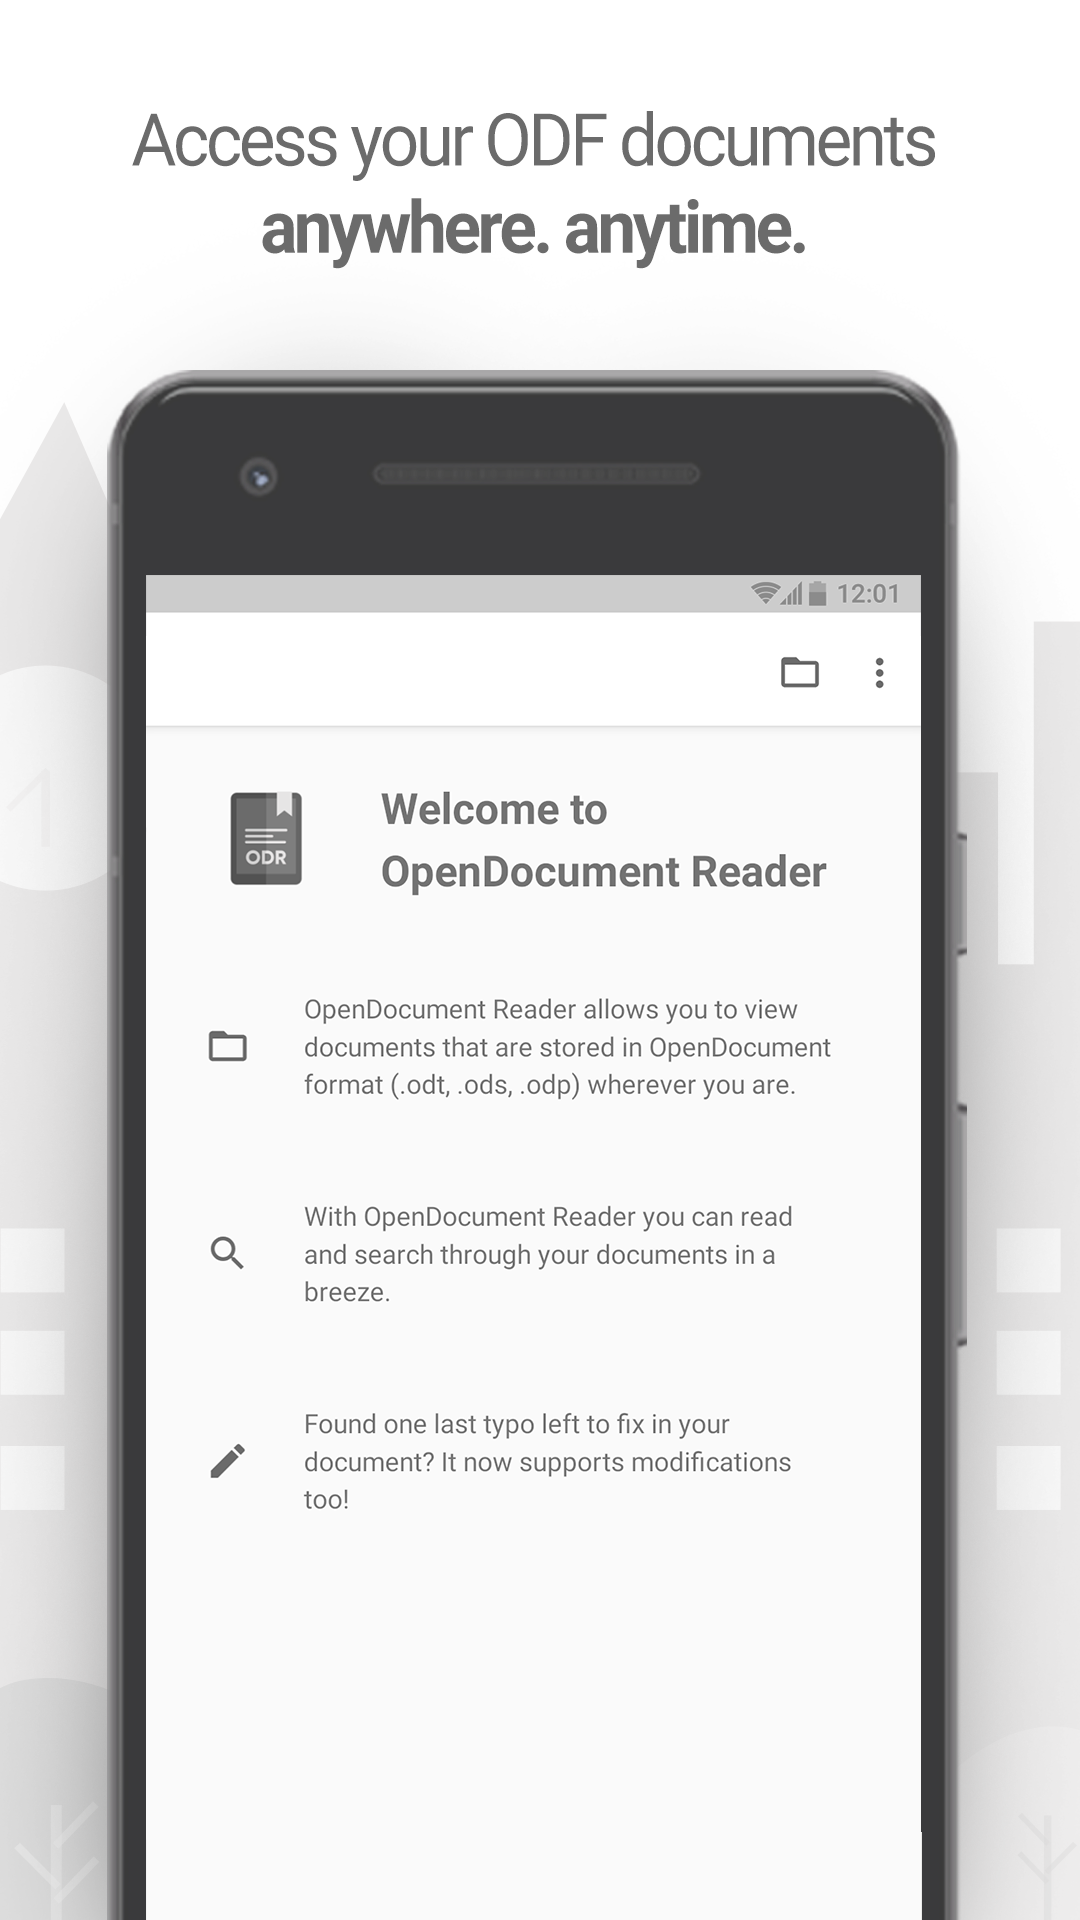 Access your ODF documents
anywhere. anytime.
12:01
Welcome to
OpenDocument Reader
ODR
OpenDocument Reader allows you to view
documents that are stored in OpenDocument
format (.odt, .ods, .odp) wherever you are.
With OpenDocument Reader you can read
and search through your documents in a
breeze.
Found one last typo left to fix in your
document? It now supports modifications
too!